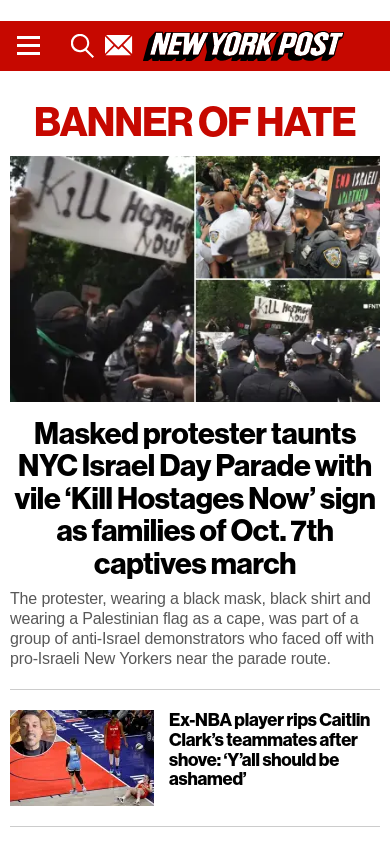 NEW YORK POST
BANNER OF HATE
KILL HOSTAGES
NOW
END ISRAELI
APARTHEID
KILL HOSTAGES
NOW!
FNTV
Masked protester taunts
NYC Israel Day Parade with
vile ‘Kill Hostages Now’ sign
as families of Oct. 7th
captives march
The protester, wearing a black mask, black shirt and
wearing a Palestinian flag as a cape, was part of a
group of anti-Israel demonstrators who faced off with
pro-Israeli New Yorkers near the parade route.
Ex-NBA player rips Caitlin
Clark’s teammates after
shove: ‘Y’all should be
ashamed’